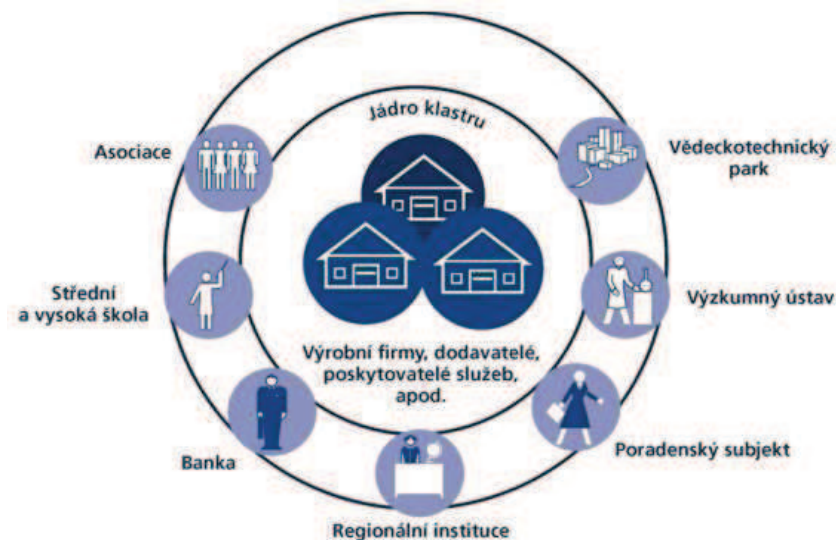 Jádro klastru
Asociace
Vědeckotechnický
park
Střední
a vysoká škola
Výzkumný ústav
Výrobní firmy, dodavatelé,
poskytovatelé služeb,
apod.
Banka
Poradenský subjekt
Regionální instituce